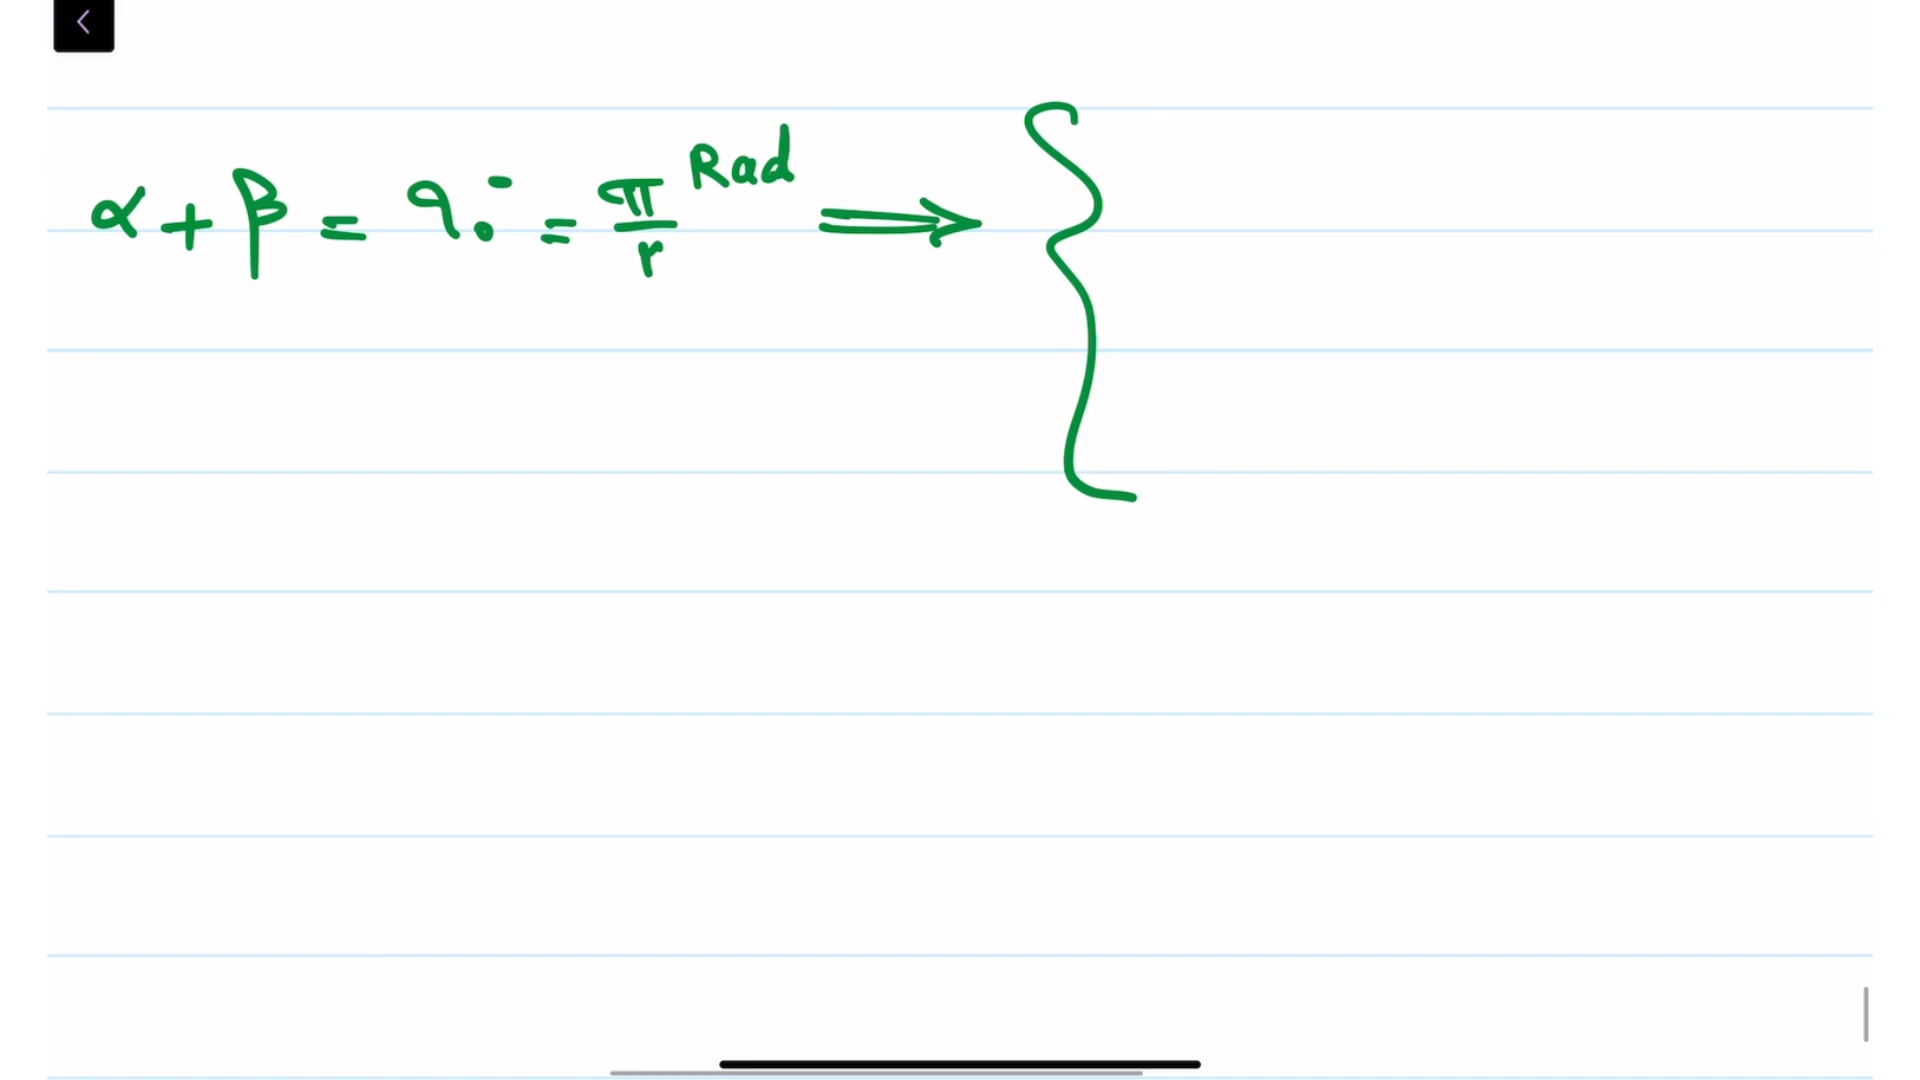 α + β = ۹۰° = π/۲ Rad ⟹ {